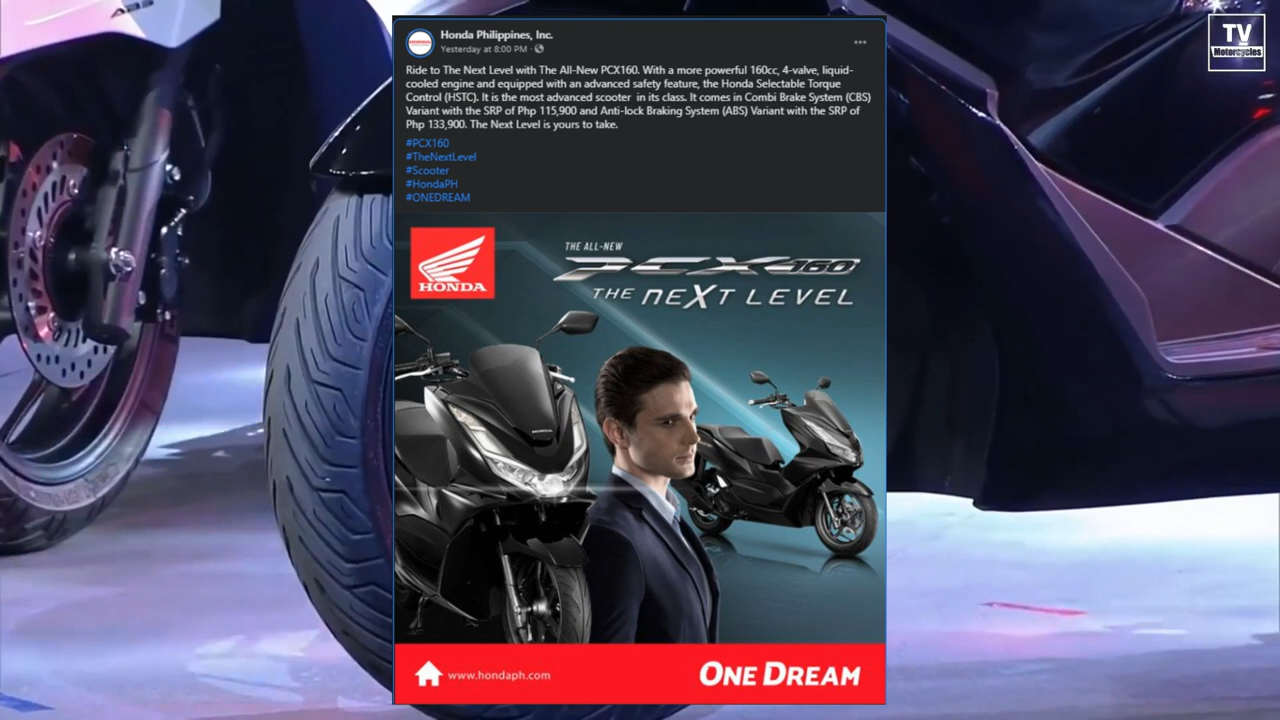 ABS
TV
Motorcycles
Honda Philippines, Inc.
Yesterday at 8:00 PM ·
Ride to The Next Level with The All-New PCX160. With a more powerful 160cc, 4-valve, liquid-
cooled engine and equipped with an advanced safety feature, the Honda Selectable Torque
Control (HSTC). It is the most advanced scooter in its class. It comes in Combi Brake System (CBS)
Variant with the SRP of Php 115,900 and Anti-lock Braking System (ABS) Variant with the SRP of
Php 133,900. The Next Level is yours to take.
#PCX160
#TheNextLevel
#Scooter
#HondaPH
#ONEDREAM
HONDA
THE ALL-NEW
PCX160
THE NEXT LEVEL
HONDA
www.hondaph.com
ONE DREAM